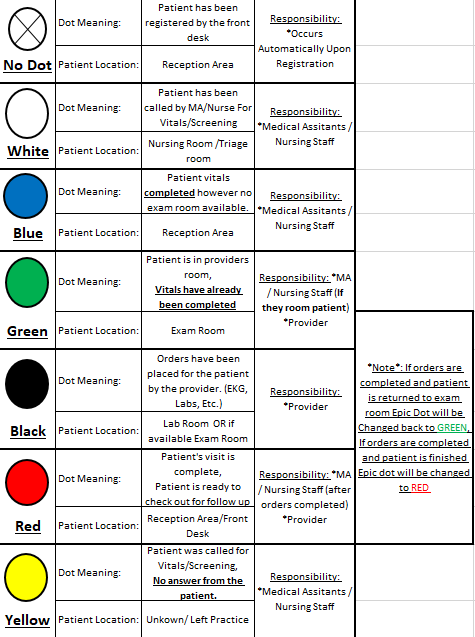 No Dot
Dot Meaning:
Patient has been
registered by the front
desk
Patient Location:
Reception Area
Responsibility:
*Occurs
Automatically Upon
Registration
White
Dot Meaning:
Patient has been
called by MA/Nurse For
Vitals/Screening
Patient Location:
Nursing Room /Triage
room
Responsibility:
*Medical Assitants /
Nursing Staff
Blue
Dot Meaning:
Patient vitals
completed however no
exam room available.
Patient Location:
Reception Area
Responsibility:
*Medical Assitants /
Nursing Staff
Green
Dot Meaning:
Patient is in providers
room,
Vitals have already
been completed
Patient Location:
Exam Room
Responsibility: *MA
/ Nursing Staff (If
they room patient)
*Provider
Black
Dot Meaning:
Orders have been
placed for the patient
by the provider. (EKG,
Labs, Etc.)
Patient Location:
Lab Room OR if
available Exam Room
Responsibility:
*Provider
*Note*: If orders are
completed and patient
is returned to exam
room Epic Dot will be
Changed back to GREEN,
If orders are completed
and patient is finished
Epic dot will be changed
to RED
Red
Dot Meaning:
Patient's visit is
complete,
Patient is ready to
check out for follow up
Patient Location:
Reception Area/Front
Desk
Responsibility: *MA
/ Nursing Staff (after
orders completed)
*Provider
Yellow
Dot Meaning:
Patient was called for
Vitals/Screening,
No answer from the
patient.
Patient Location:
Unkown/ Left Practice
Responsibility:
*Medical Assitants /
Nursing Staff